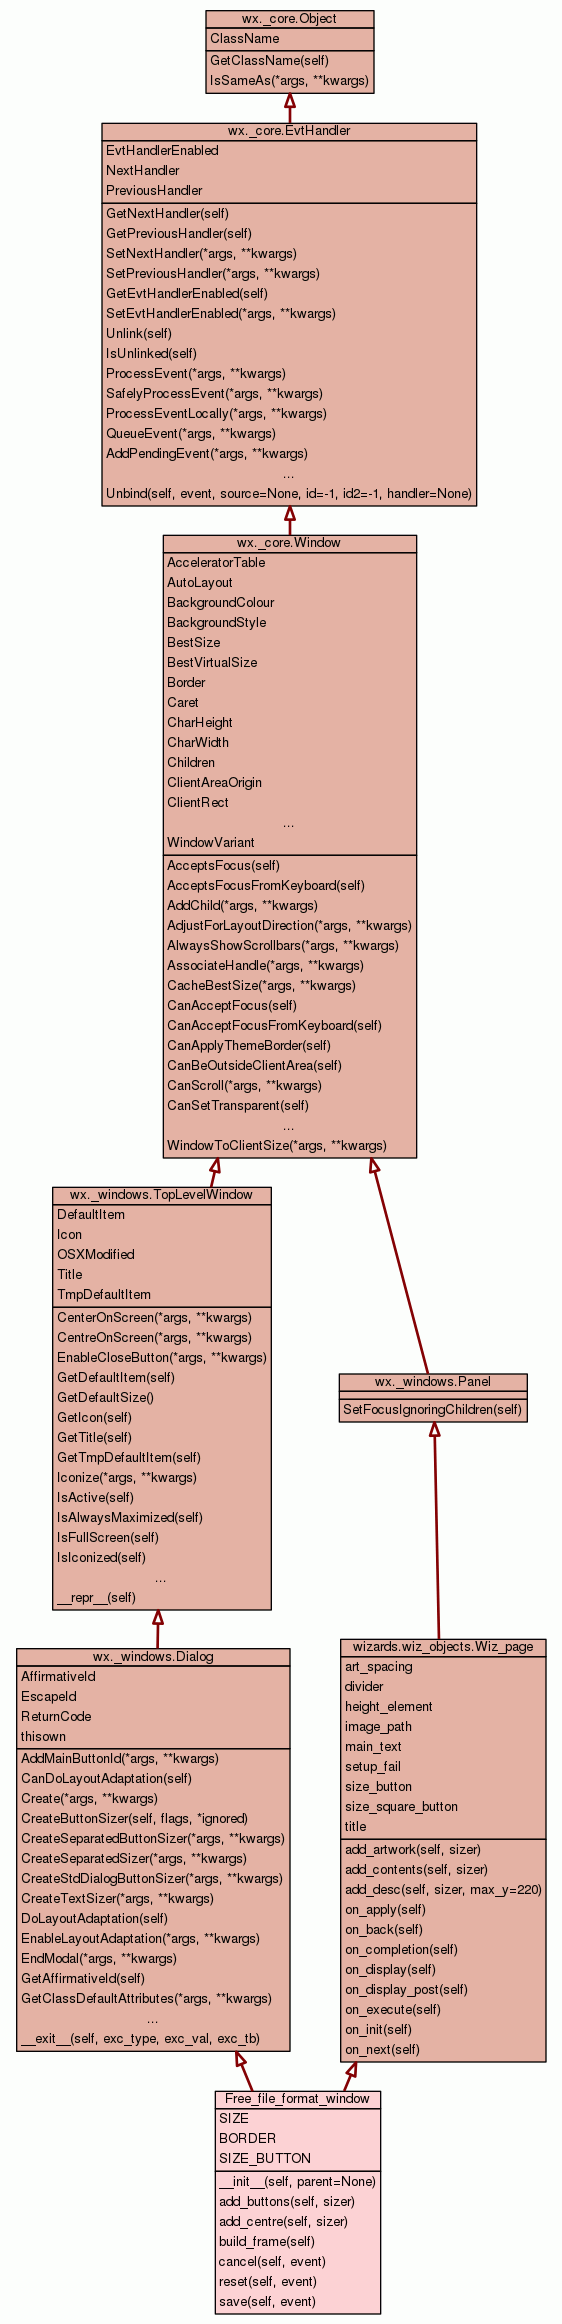 wx._core.Object
ClassName
GetClassName(self)
IsSameAs(*args, **kwargs)
wx._core.EvtHandler
EvtHandlerEnabled
NextHandler
PreviousHandler
GetNextHandler(self)
GetPreviousHandler(self)
SetNextHandler(*args, **kwargs)
SetPreviousHandler(*args, **kwargs)
GetEvtHandlerEnabled(self)
SetEvtHandlerEnabled(*args, **kwargs)
Unlink(self)
IsUnlinked(self)
ProcessEvent(*args, **kwargs)
SafelyProcessEvent(*args, **kwargs)
ProcessEventLocally(*args, **kwargs)
QueueEvent(*args, **kwargs)
AddPendingEvent(*args, **kwargs)
...
Unbind(self, event, source=None, id=-1, id2=-1, handler=None)
wx._core.Window
AcceleratorTable
AutoLayout
BackgroundColour
BackgroundStyle
BestSize
BestVirtualSize
Border
Caret
CharHeight
CharWidth
Children
ClientAreaOrigin
ClientRect
...
WindowVariant
AcceptsFocus(self)
AcceptsFocusFromKeyboard(self)
AddChild(*args, **kwargs)
AdjustForLayoutDirection(*args, **kwargs)
AlwaysShowScrollbars(*args, **kwargs)
AssociateHandle(*args, **kwargs)
CacheBestSize(*args, **kwargs)
CanAcceptFocus(self)
CanAcceptFocusFromKeyboard(self)
CanApplyThemeBorder(self)
CanBeOutsideClientArea(self)
CanScroll(*args, **kwargs)
CanSetTransparent(self)
...
WindowToClientSize(*args, **kwargs)
wx._windows.TopLevelWindow
DefaultItem
Icon
OSXModified
Title
TmpDefaultItem
CenterOnScreen(*args, **kwargs)
CentreOnScreen(*args, **kwargs)
EnableCloseButton(*args, **kwargs)
GetDefaultItem(self)
GetDefaultSize()
GetIcon(self)
GetTitle(self)
GetTmpDefaultItem(self)
Iconize(*args, **kwargs)
IsActive(self)
IsAlwaysMaximized(self)
IsFullScreen(self)
IsIconized(self)
...
__repr__(self)
wx._windows.Panel
SetFocusIgnoringChildren(self)
wx._windows.Dialog
AffirmativeId
EscapeId
ReturnCode
thisown
AddMainButtonId(*args, **kwargs)
CanDoLayoutAdaptation(self)
Create(*args, **kwargs)
CreateButtonSizer(self, flags, *ignored)
CreateSeparatedButtonSizer(*args, **kwargs)
CreateSeparatedSizer(*args, **kwargs)
CreateStdDialogButtonSizer(*args, **kwargs)
CreateTextSizer(*args, **kwargs)
DoLayoutAdaptation(self)
EnableLayoutAdaptation(*args, **kwargs)
EndModal(*args, **kwargs)
GetAffirmativeId(self)
GetClassDefaultAttributes(*args, **kwargs)
...
__exit__(self, exc_type, exc_val, exc_tb)
wizards.wiz_objects.Wiz_page
art_spacing
divider
height_element
image_path
main_text
setup_fail
size_button
size_square_button
title
add_artwork(self, sizer)
add_contents(self, sizer)
add_desc(self, sizer, max_y=220)
on_apply(self)
on_back(self)
on_completion(self)
on_display(self)
on_display_post(self)
on_execute(self)
on_init(self)
on_next(self)
Free_file_format_window
SIZE
BORDER
SIZE_BUTTON
__init__(self, parent=None)
add_buttons(self, sizer)
add_centre(self, sizer)
build_frame(self)
cancel(self, event)
reset(self, event)
save(self, event)